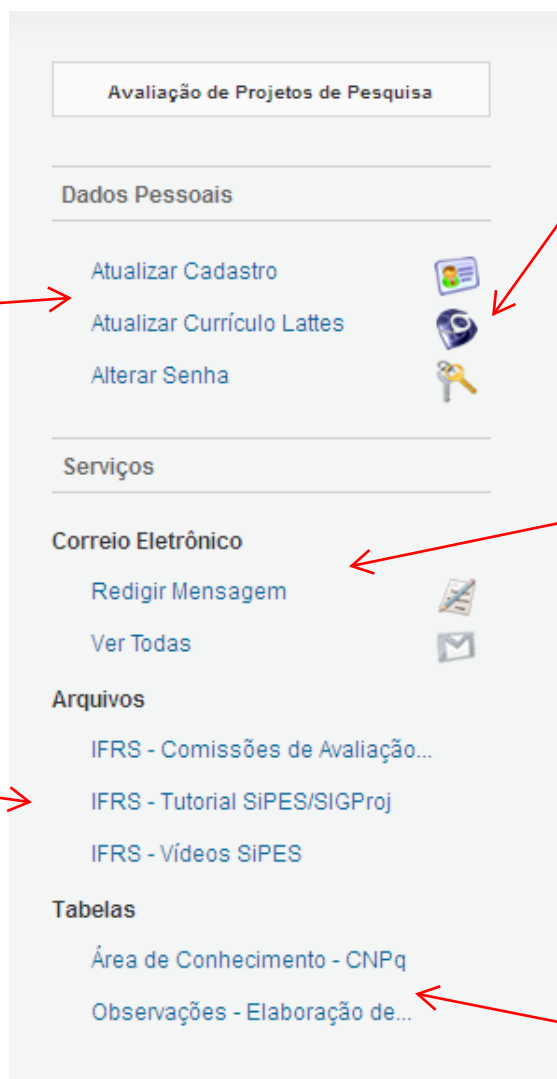 Avaliação de Projetos de Pesquisa
Dados Pessoais
Atualizar Cadastro
Atualizar Currículo Lattes
Alterar Senha
Serviços
Correio Eletrônico
Redigir Mensagem
Ver Todas
Arquivos
IFRS - Comissões de Avaliação...
IFRS - Tutorial SiPES/SIGProj
IFRS - Vídeos SiPES
Tabelas
Área de Conhecimento - CNPq
Observações - Elaboração de...